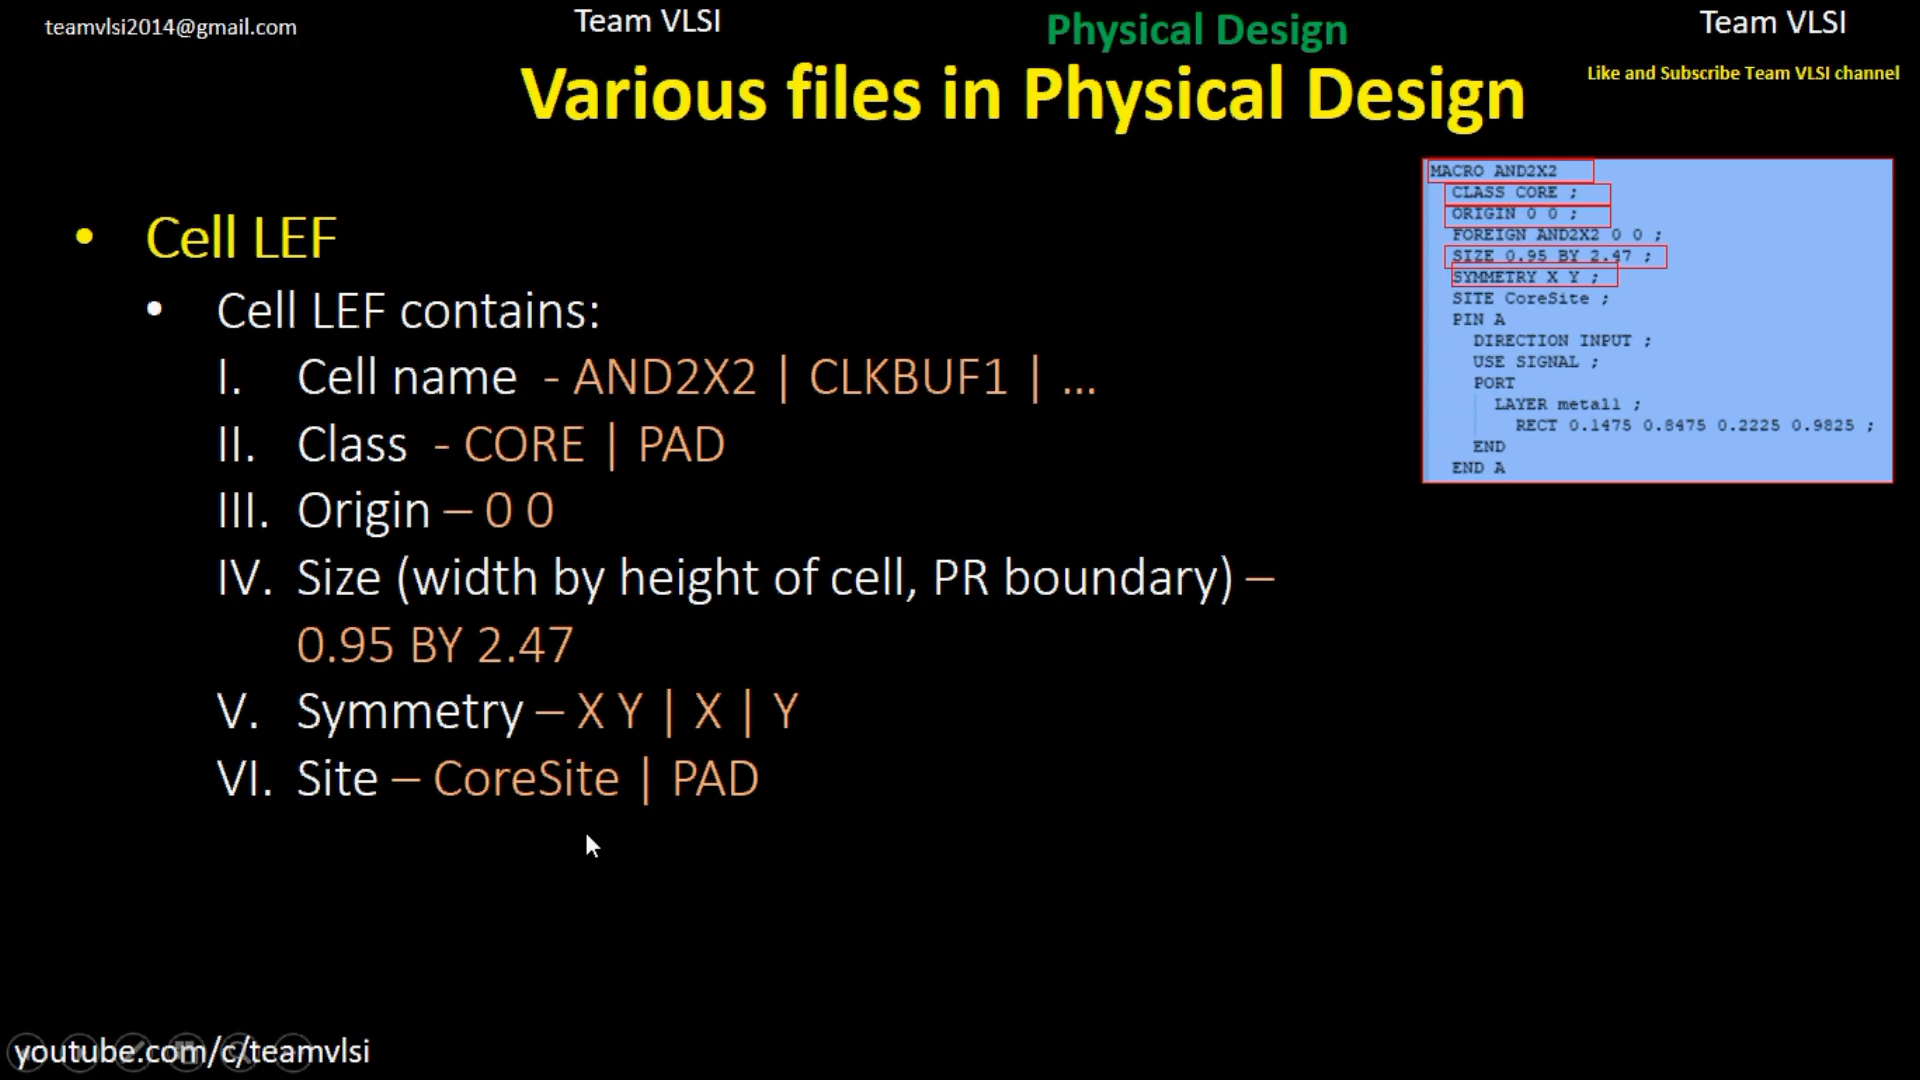 teamvlsi2014@gmail.com
Team VLSI
Physical Design
Team VLSI
Various files in Physical Design
Like and Subscribe Team VLSI channel
• Cell LEF
• Cell LEF contains:
I. Cell name - AND2X2 | CLKBUF1 | ...
II. Class - CORE | PAD
III. Origin – 0 0
IV. Size (width by height of cell, PR boundary) –
0.95 BY 2.47
V. Symmetry – X Y | X | Y
VI. Site – CoreSite | PAD
MACRO AND2X2
CLASS CORE ;
ORIGIN 0 0 ;
FOREIGN AND2X2 0 0 ;
SIZE 0.95 BY 2.47 ;
SYMMETRY X Y ;
SITE CoreSite ;
PIN A
DIRECTION INPUT ;
USE SIGNAL ;
PORT
LAYER metal1 ;
RECT 0.1475 0.8475 0.2225 0.9825 ;
END
END A
youtube.com/c/teamvlsi